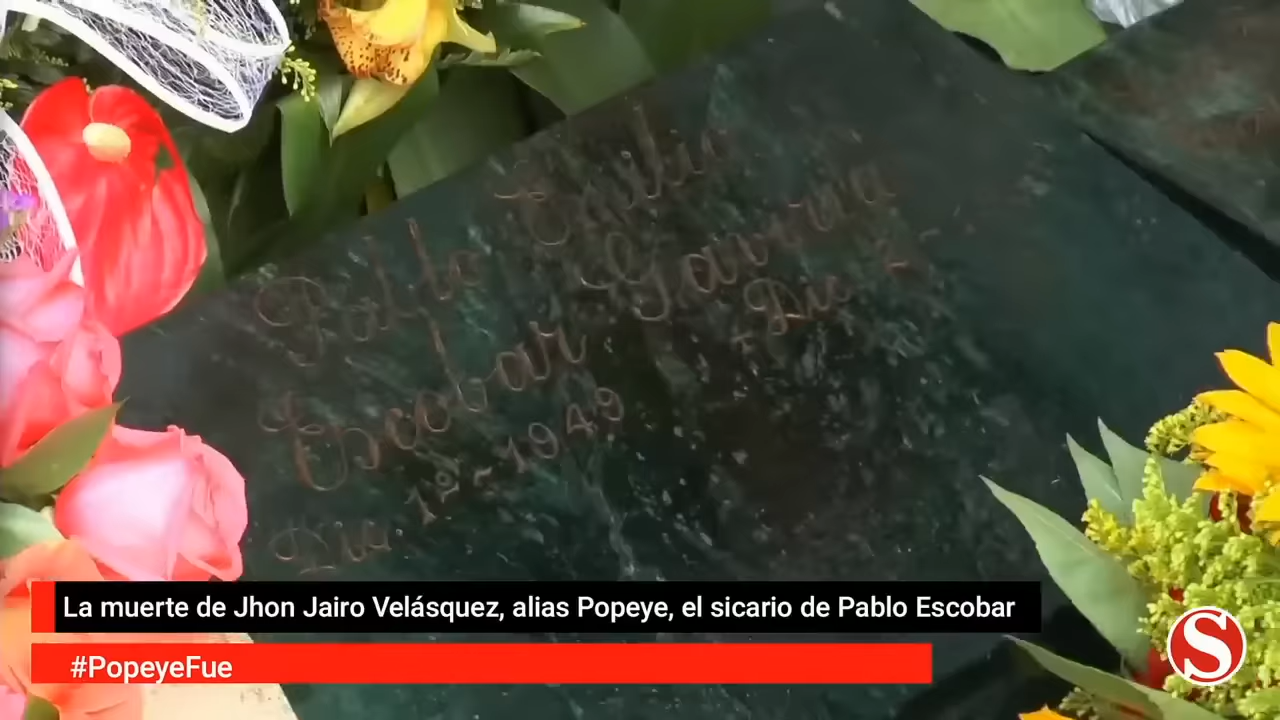 Pablo Emilio
Escobar Gaviria
Dic 1º - 1949 - Dic 2
La muerte de Jhon Jairo Velásquez, alias Popeye, el sicario de Pablo Escobar
#PopeyeFue
S